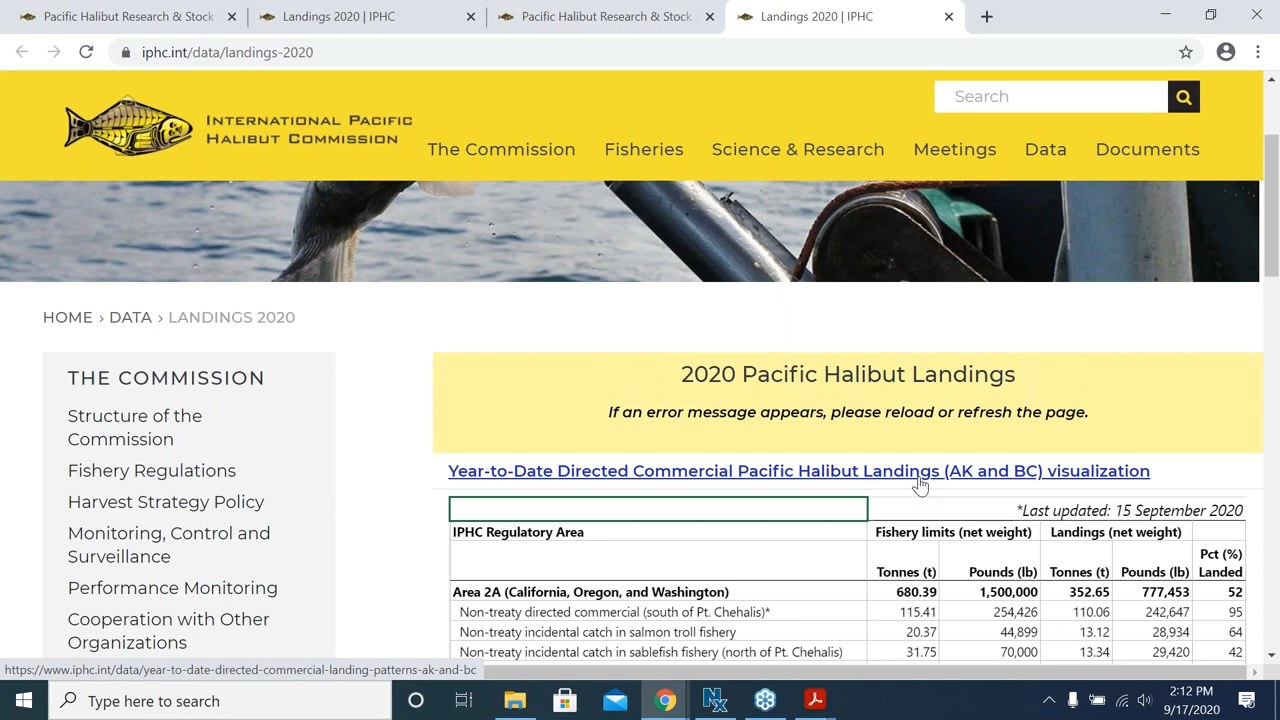 Pacific Halibut Research & Stock
Landings 2020 | IPHC
Pacific Halibut Research & Stock
Landings 2020 | IPHC
iphc.int/data/landings-2020
INTERNATIONAL PACIFIC
HALIBUT COMMISSION
Search
The Commission Fisheries Science & Research Meetings Data Documents
HOME › DATA › LANDINGS 2020
THE COMMISSION
Structure of the
Commission
Fishery Regulations
Harvest Strategy Policy
Monitoring, Control and
Surveillance
Performance Monitoring
Cooperation with Other
Organizations
2020 Pacific Halibut Landings
If an error message appears, please reload or refresh the page.
Year-to-Date Directed Commercial Pacific Halibut Landings (AK and BC) visualization
*Last updated: 15 September 2020
IPHC Regulatory Area Fishery limits (net weight) Landings (net weight)
Pct (%)
Tonnes (t) Pounds (lb) Tonnes (t) Pounds (lb) Landed
Area 2A (California, Oregon, and Washington) 680.39 1,500,000 352.65 777,453 52
Non-treaty directed commercial (south of Pt. Chehalis)* 115.41 254,426 110.06 242,647 95
Non-treaty incidental catch in salmon troll fishery 20.37 44,899 13.12 28,934 64
Non-treaty incidental catch in sablefish fishery (north of Pt. Chehalis) 31.75 70,000 13.34 29,420 42
https://www.iphc.int/data/year-to-date-directed-commercial-landing-patterns-ak-and-bc
Type here to search
2:12 PM
9/17/2020